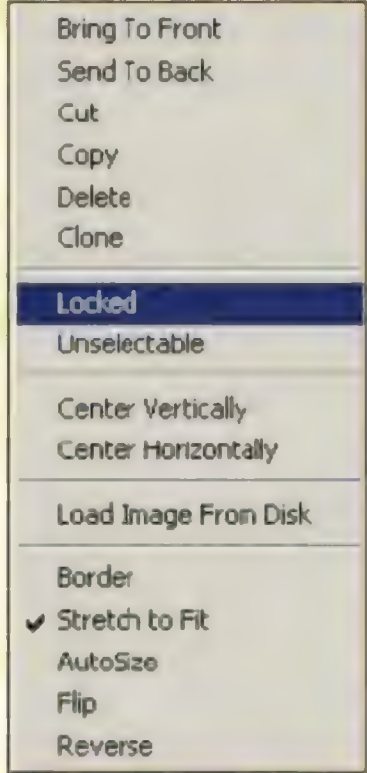 Bring To Front
Send To Back
Cut
Copy
Delete
Clone
Locked
Unselectable
Center Vertically
Center Horizontally
Load Image From Disk
Border
Stretch to Fit
AutoSize
Flip
Reverse